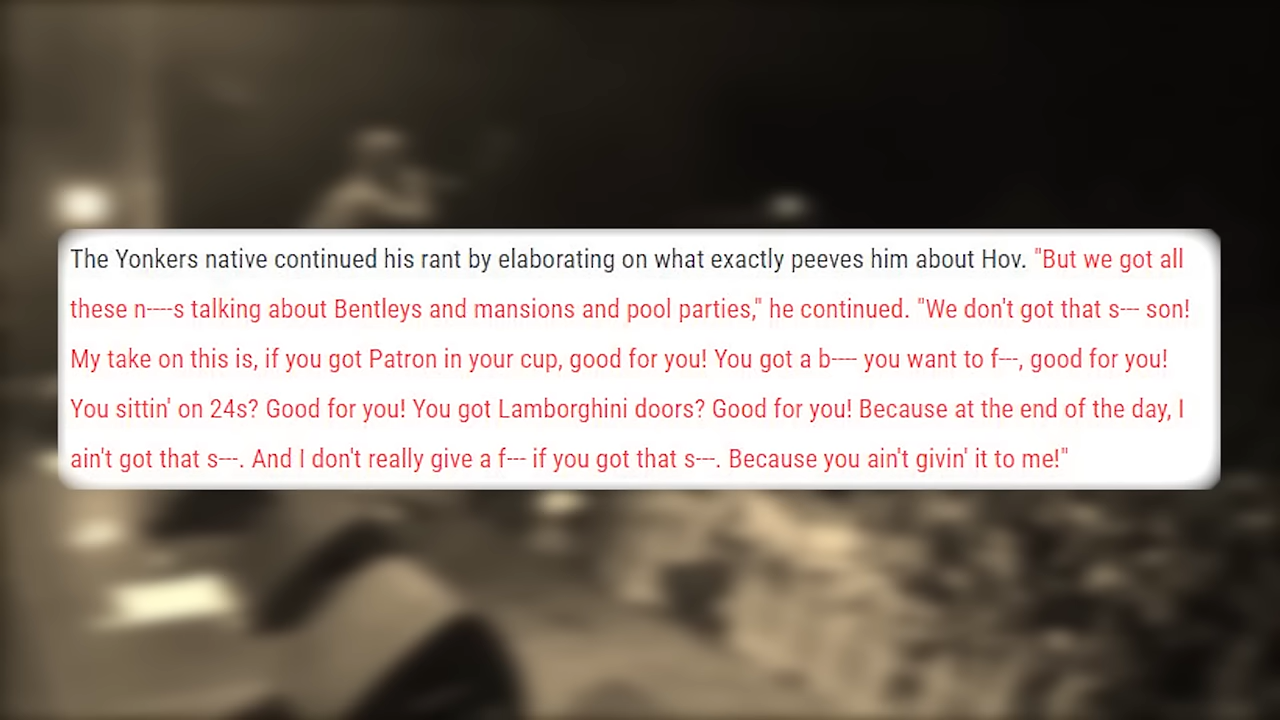 The Yonkers native continued his rant by elaborating on what exactly peeves him about Hov. "But we got all
these n----s talking about Bentleys and mansions and pool parties," he continued. "We don't got that s--- son!
My take on this is, if you got Patron in your cup, good for you! You got a b---- you want to f---, good for you!
You sittin' on 24s? Good for you! You got Lamborghini doors? Good for you! Because at the end of the day, I
ain't got that s---. And I don't really give a f--- if you got that s---. Because you ain't givin' it to me!"